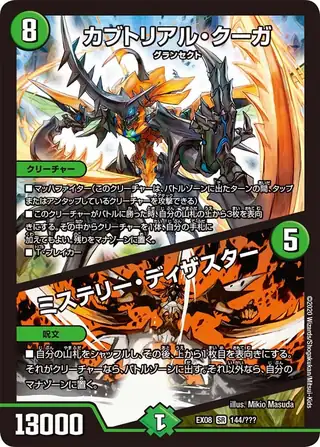 8
カブトリアル・クーガ
グランセクト
クリーチャー
■マッハファイター(このクリーチャーは、バトルゾーンに出たターンの間、タップ
またはアンタップしているクリーチャーを攻撃できる)
■このクリーチャーがバトルに勝った時、自分の山札の上から3枚を表向
きにする。その中からクリーチャーを1体、自分の手札に
加えてもよい。残りをマナゾーンに置く。
■T・ブレイカー
5
ミステリー・ディザスター
呪文
■自分の山札をシャッフルし、その後、上から1枚目を表向きにする。
それがクリーチャーなら、バトルゾーンに出す。それ以外なら、自分の
マナゾーンに置く。
©2020 Wizards/Shogakukan/Mitsui-Kids
illus. Mikio Masuda
13000
1
EX08 SR 144/???